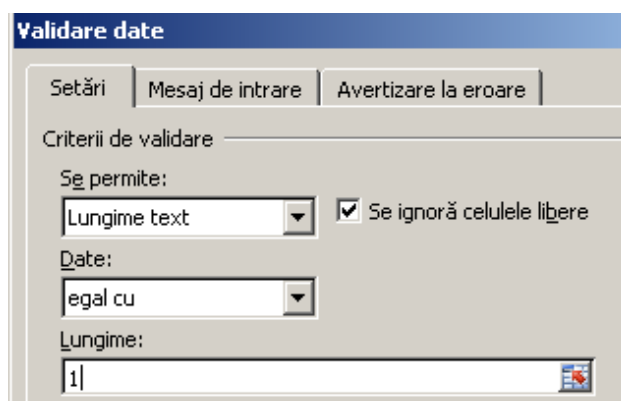 Validare date
Setări Mesaj de intrare Avertizare la eroare
Criterii de validare
Se permite:
Lungime text Se ignoră celulele libere
Date:
egal cu
Lungime:
1